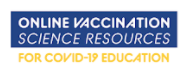 ONLINE VACCINATION
SCIENCE RESOURCES
FOR COVID-19 EDUCATION